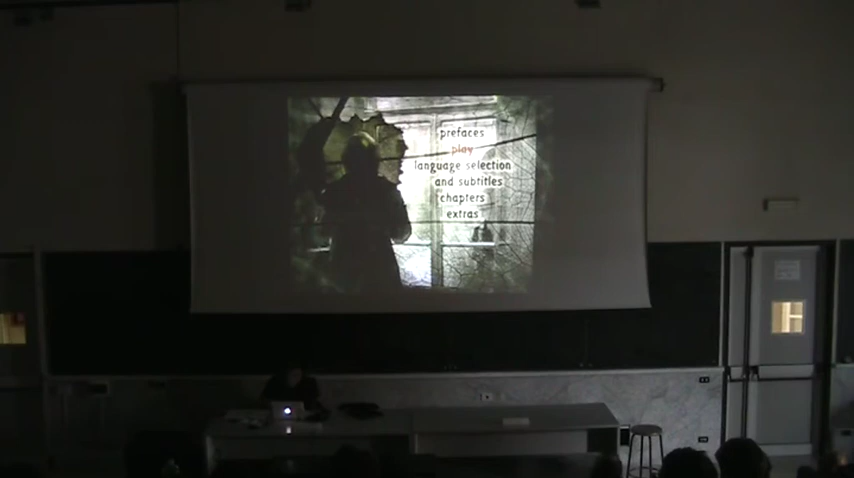 prefaces
play
language selection
and subtitles
chapters
extras